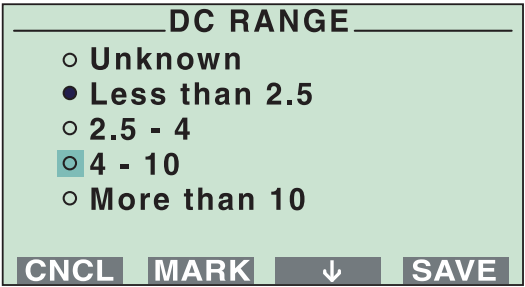 DC RANGE
Unknown
Less than 2.5
2.5 - 4
4 - 10
More than 10
CNCL MARK ↓ SAVE